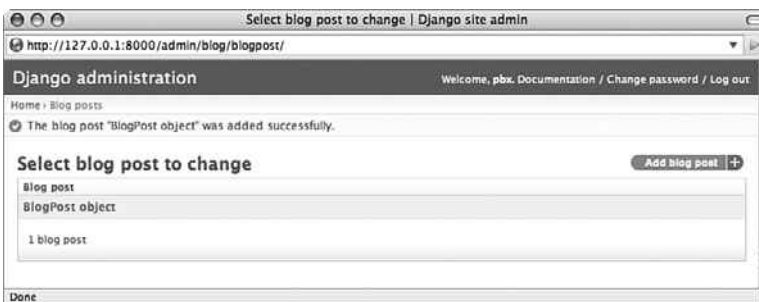 Select blog post to change | Django site admin
http://127.0.0.1:8000/admin/blog/blogpost/
Django administration
Welcome, pbx. Documentation / Change password / Log out
Home › Blog posts
The blog post "BlogPost object" was added successfully.
Select blog post to change
Add blog post +
Blog post
BlogPost object
1 blog post
Done